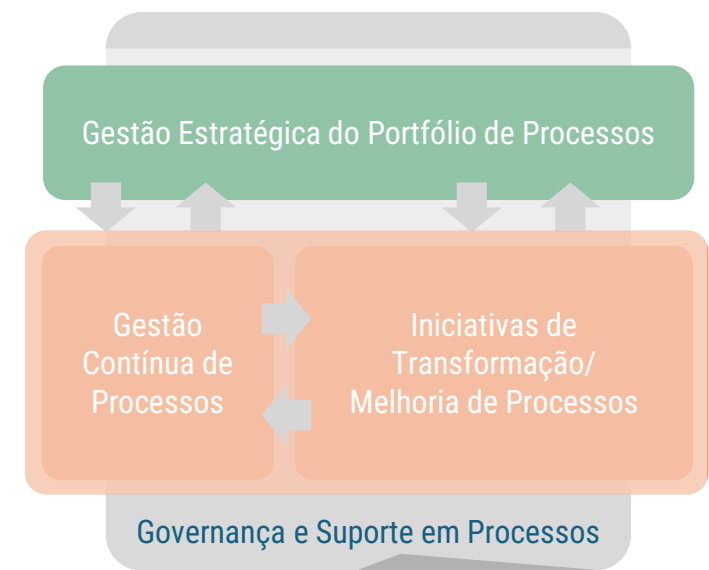 Gestão Estratégica do Portfólio de Processos
Gestão
Contínua de
Processos
Iniciativas de
Transformação/
Melhoria de Processos
Governança e Suporte em Processos